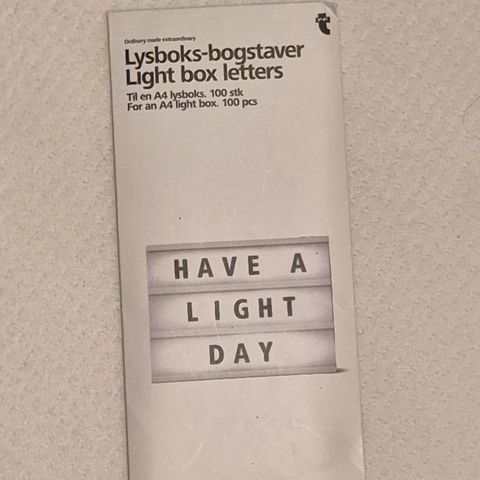 Ordinary made extraordinary
Lysboks-bogstaver
Light box letters
Til en A4 lysboks. 100 stk
For an A4 light box. 100 pcs
HAVE A
LIGHT
DAY